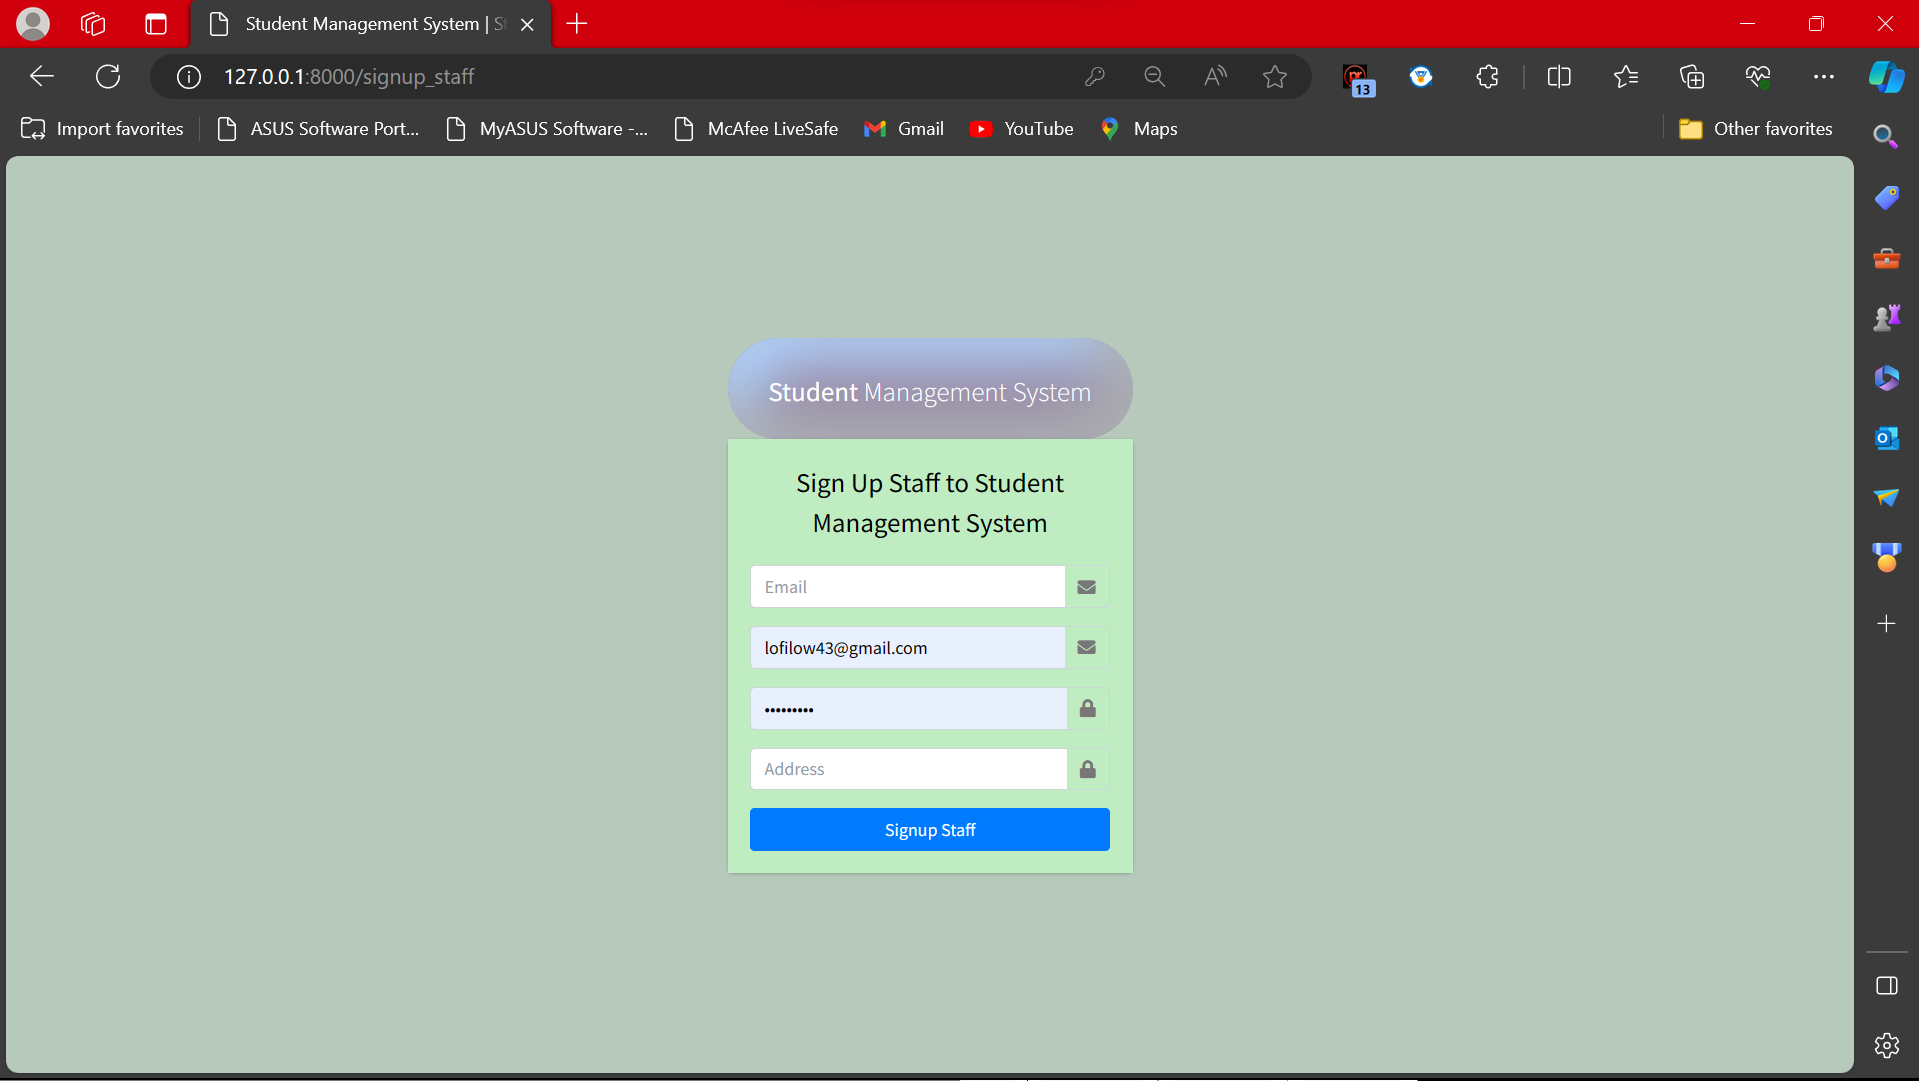 Student Management System | S
127.0.0.1:8000/signup_staff
13
Import favorites
ASUS Software Port...
MyASUS Software -...
McAfee LiveSafe
Gmail
YouTube
Maps
Other favorites
Student Management System
Sign Up Staff to Student
Management System
Email
lofilow43@gmail.com
•••••••••
Address
Signup Staff